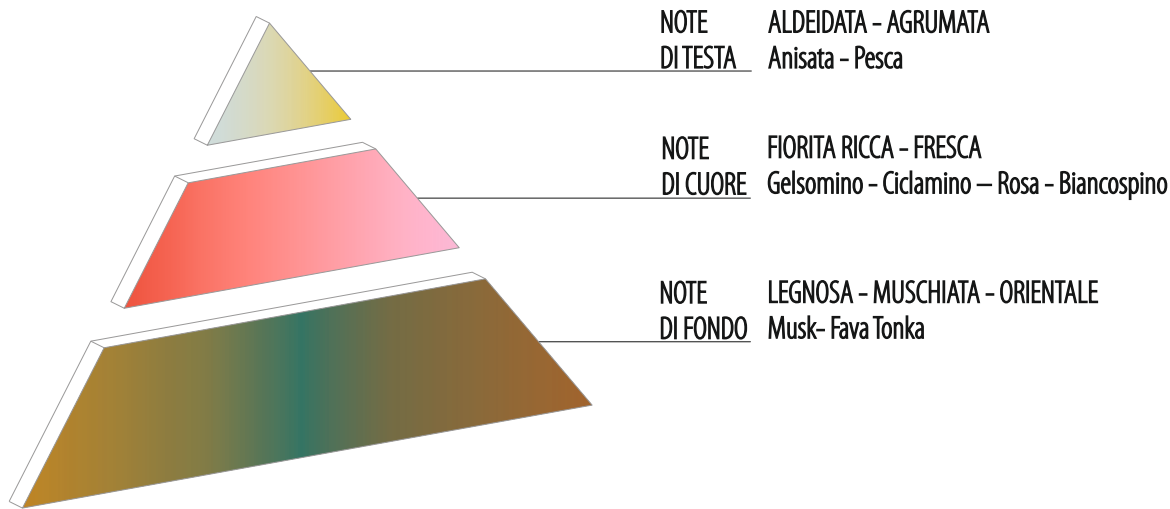 NOTE ALDEIDATA – AGRUMATA
DI TESTA Anisata – Pesca
NOTE FIORITA RICCA – FRESCA
DI CUORE Gelsomino – Ciclamino – Rosa – Biancospino
NOTE LEGNOSA – MUSCHIATA – ORIENTALE
DI FONDO Musk– Fava Tonka